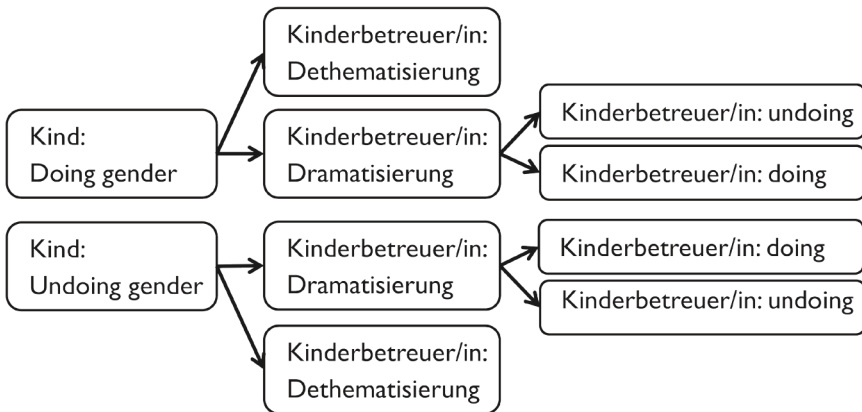 Kinderbetreuer/in:
Dethematisierung
Kind:
Doing gender
Kinderbetreuer/in:
Dramatisierung
Kinderbetreuer/in: undoing
Kinderbetreuer/in: doing
Kind:
Undoing gender
Kinderbetreuer/in:
Dramatisierung
Kinderbetreuer/in: doing
Kinderbetreuer/in: undoing
Kinderbetreuer/in:
Dethematisierung